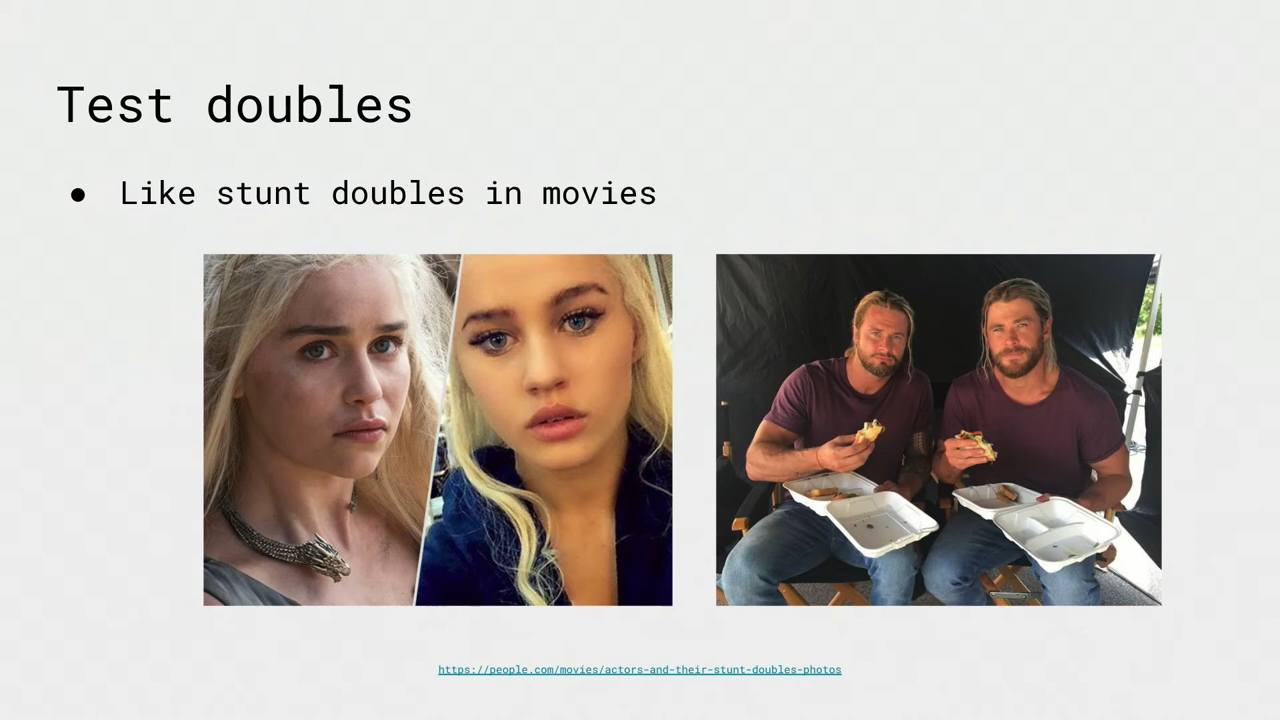 Test doubles
● Like stunt doubles in movies
https://people.com/movies/actors-and-their-stunt-doubles-photos